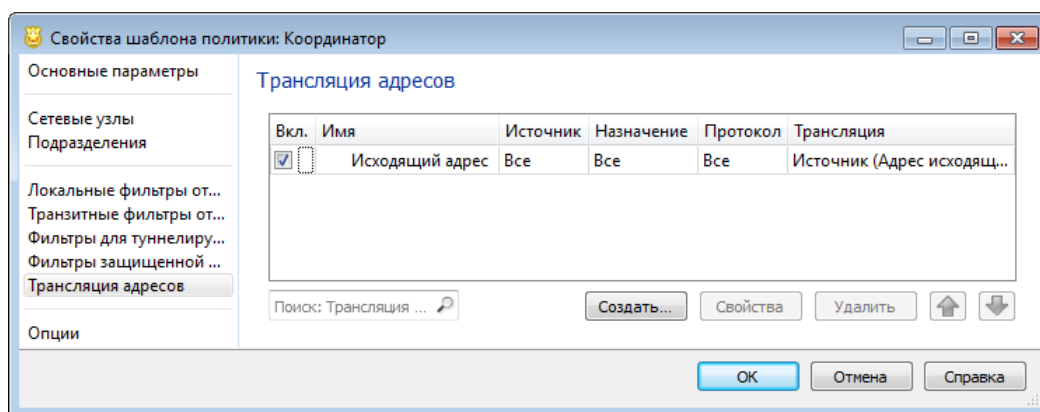 Свойства шаблона политики: Координатор
Основные параметры
Сетевые узлы
Подразделения
Локальные фильтры от...
Транзитные фильтры от...
Фильтры для туннелиру...
Фильтры защищенной ...
Трансляция адресов
Опции
Трансляция адресов
Вкл. Имя Источник Назначение Протокол Трансляция
Исходящий адрес Все Все Все Источник (Адрес исходящ...
Поиск: Трансляция ... Создать... Свойства Удалить
OK Отмена Справка